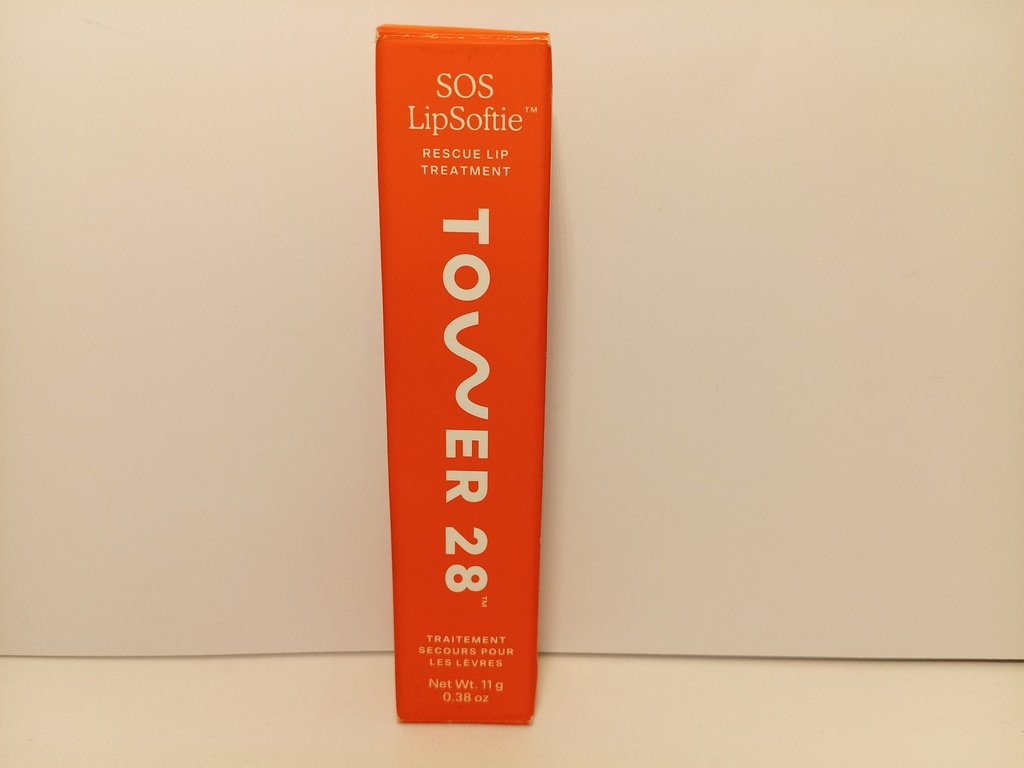 SOS
LipSoftie™
RESCUE LIP
TREATMENT
TOWER 28™
TRAITEMENT
SECOURS POUR
LES LÈVRES
Net Wt. 11 g
0.38 oz